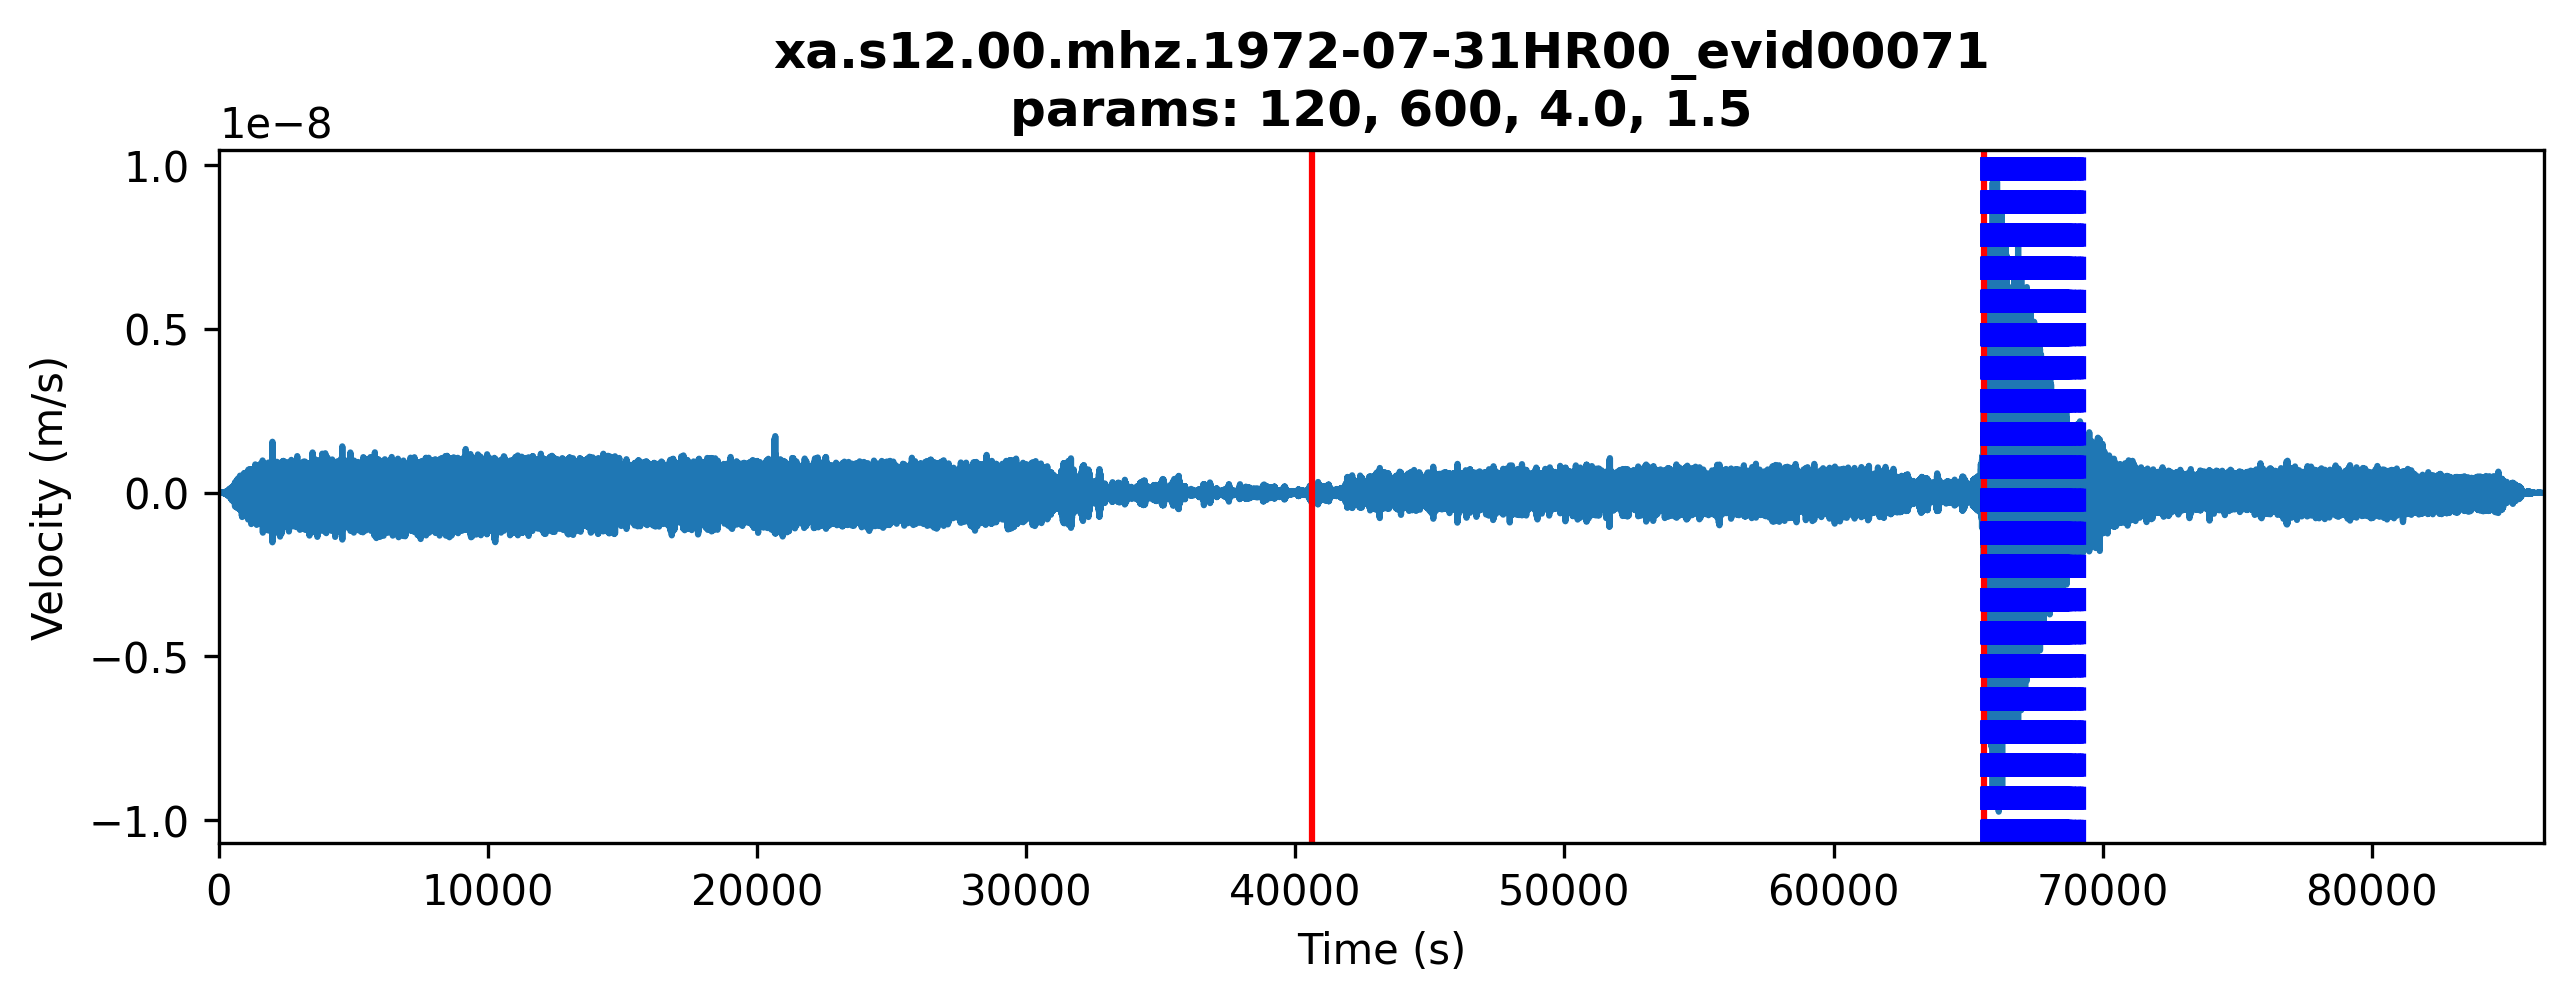 xa.s12.00.mhz.1972-07-31HR00_evid00071
params: 120, 600, 4.0, 1.5
1e−8
1.0
0.5
0.0
−0.5
−1.0
Velocity (m/s)
0 10000 20000 30000 40000 50000 60000 70000 80000
Time (s)